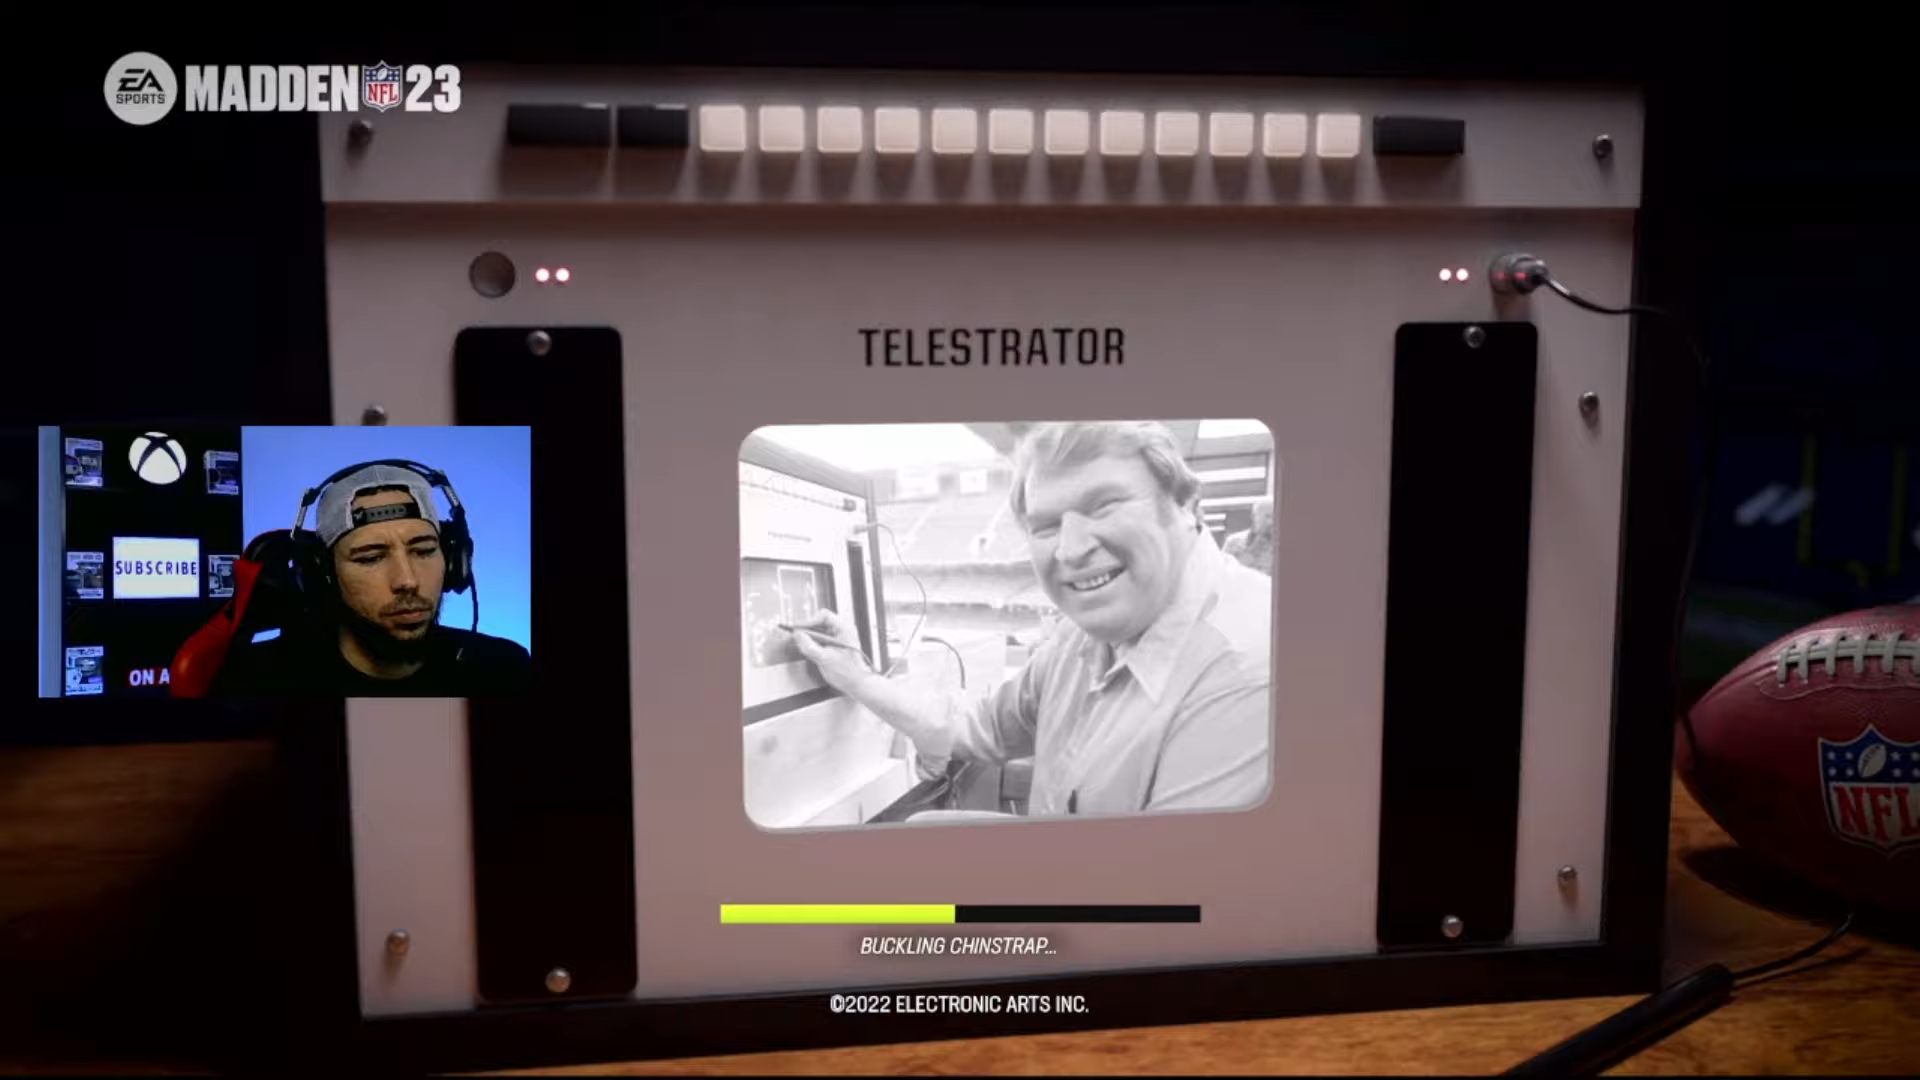 EA
SPORTS
MADDEN NFL 23
TELESTRATOR
SUBSCRIBE
ON A
NFL
BUCKLING CHINSTRAP...
©2022 ELECTRONIC ARTS INC.